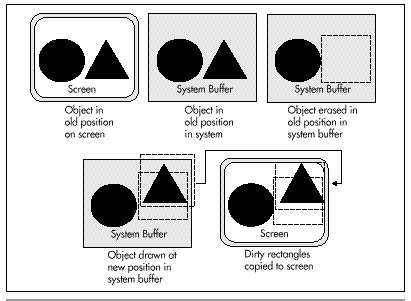 Screen
Object in
old position
on screen
System Buffer
Object in
old position
in system
System Buffer
Object erased in
old position in
system buffer
System Buffer
Object drawn at
new position in
system buffer
Screen
Dirty rectangles
copied to screen